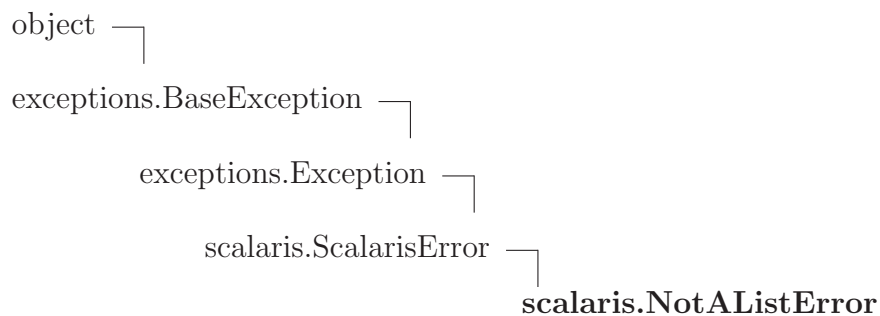 object
exceptions.BaseException
exceptions.Exception
scalaris.ScalarisError
scalaris.NotAListError